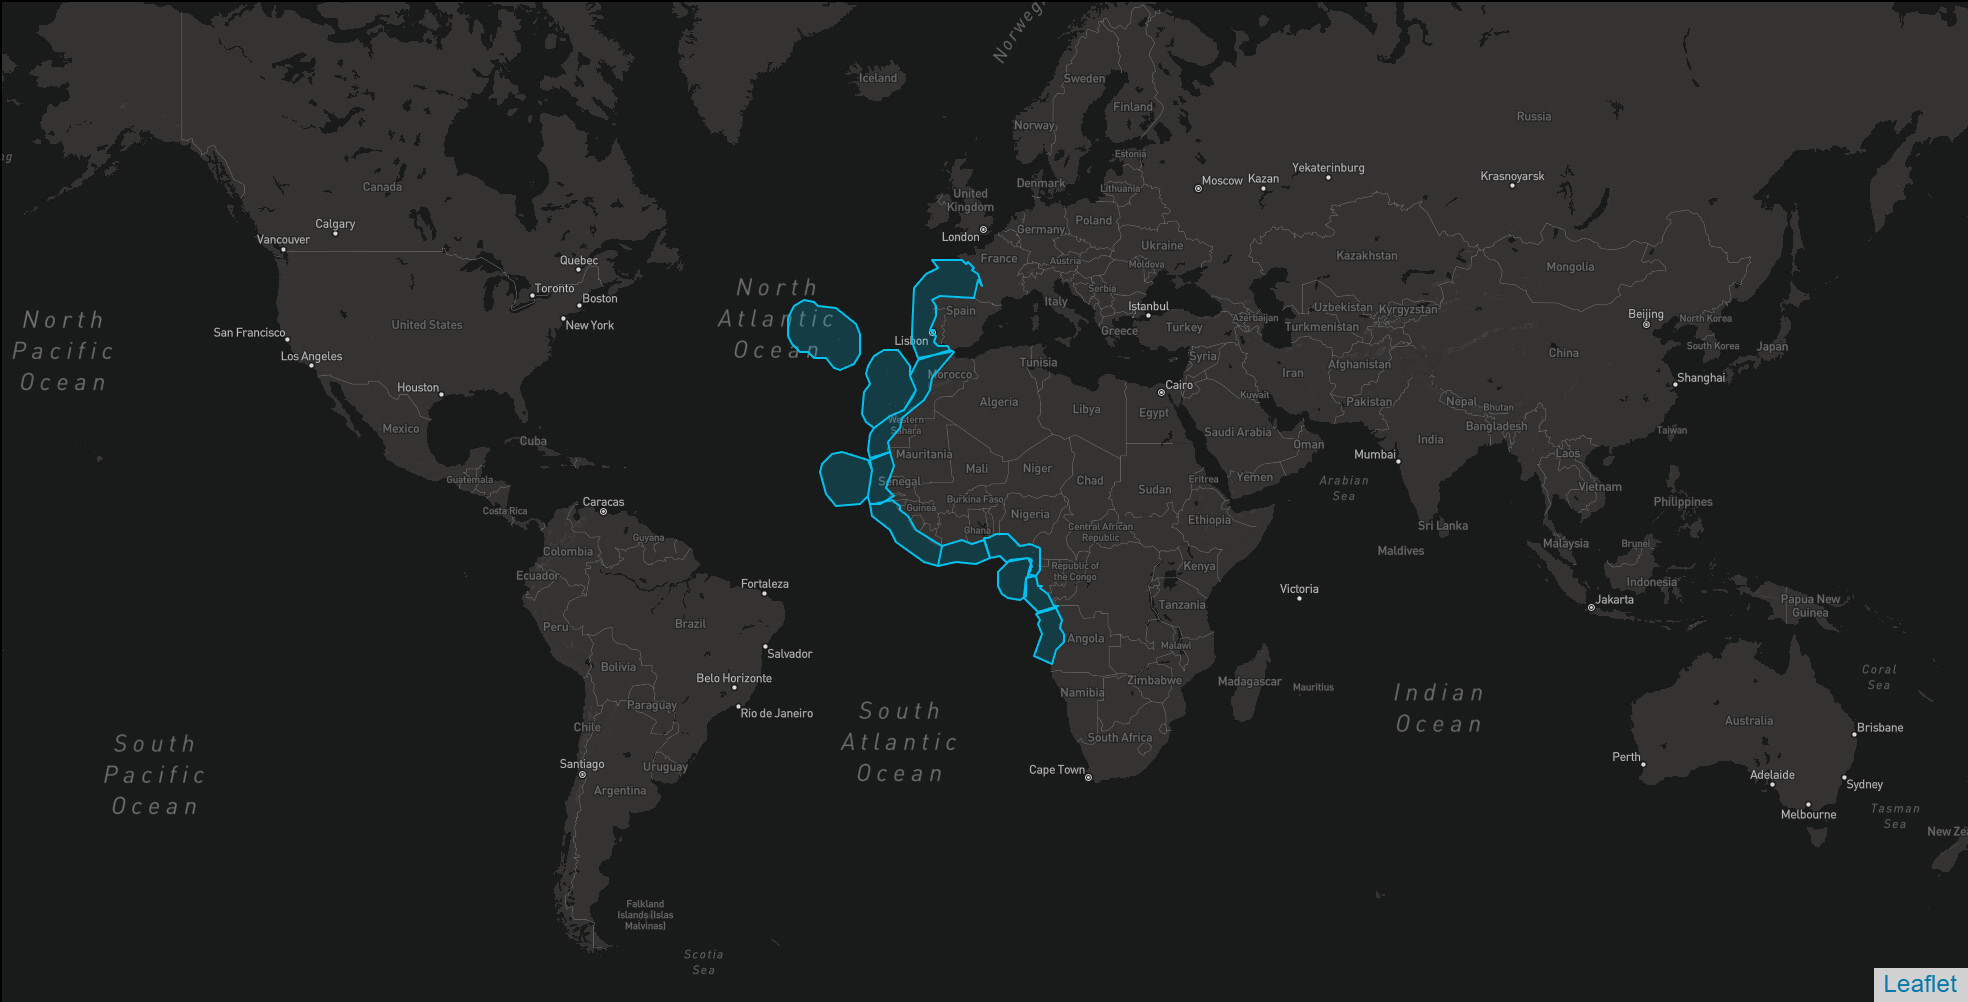 Norweg
Iceland
Sweden
Finland
Russia
Norway
Estonia
ng
Yekaterinburg
Moscow
Kazan
Krasnoyarsk
Canada
Denmark
Lithuania
United
Kingdom
Calgary
Poland
Vancouver
London
Germany
Ukraine
Quebec
France
Austria
Moldova
Kazakhstan
Mongolia
Toronto
Boston
North
Atlantic
Ocean
Serbia
Italy
Istanbul
Uzbekistan
Kyrgyzstan
North
Pacific
Ocean
San Francisco
United States
New York
Spain
Lisbon
Greece
Turkey
Azerbaijan
Turkmenistan
Beijing
North Korea
South Korea
Japan
Los Angeles
Syria
China
Tunisia
Morocco
Iran
Afghanistan
Shanghai
Houston
Cairo
Kuwait
Algeria
Libya
Egypt
Pakistan
Nepal
Bhutan
Mexico
Western
Sahara
Saudi Arabia
Oman
Bangladesh
Taiwan
Cuba
Mauritania
Mumbai
India
Laos
Mali
Niger
Chad
Guatemala
Senegal
Yemen
Eritrea
Arabian
Sea
Vietnam
Sudan
Burkina Faso
Philippines
Caracas
Costa Rica
Guinea
Nigeria
Ethiopia
Sri Lanka
Ghana
Central African
Republic
Guyana
Colombia
Maldives
Malaysia
Brunei
Ecuador
Republic of
the Congo
Kenya
Fortaleza
Victoria
Indonesia
Jakarta
Papua New
Guinea
Tanzania
Peru
Brazil
Angola
Malawi
Salvador
Bolivia
Belo Horizonte
Zimbabwe
Madagascar
Mauritius
Coral
Sea
Namibia
Indian
Ocean
Paraguay
Rio de Janeiro
South
Atlantic
Ocean
Australia
Chile
Brisbane
South Africa
South
Pacific
Ocean
Santiago
Uruguay
Cape Town
Perth
Adelaide
Sydney
Argentina
Melbourne
Tasman
Sea
New Zea
Falkland
Islands (Islas
Malvinas)
Scotia
Sea
Leaflet